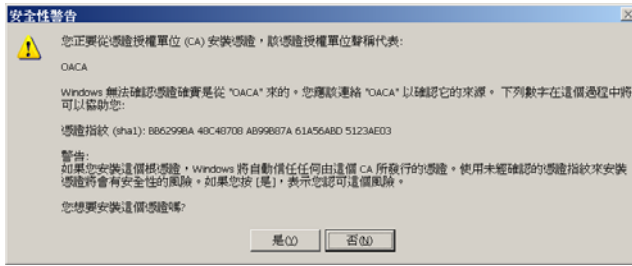 安全性警告
您正要從憑證授權單位 (CA) 安裝憑證，該憑證授權單位聲稱代表:
OACA
Windows 無法確認憑證確實是從 "OACA" 來的。您應該連絡 "OACA" 以確認它的來源。 下列數字在這個過程中將
可以協助您:
憑證指紋 (sha1): BB6299BA 48C48708 AB99B87A 61A56ABD 5123AE03
警告:
如果您安裝這個根憑證，Windows 將自動信任任何由這個 CA 所發行的憑證。使用未經確認的憑證指紋來安裝
憑證將會有安全性的風險。如果您按 [是]，表示您認可這個風險。
您想要安裝這個憑證嗎?
是(Y) 否(N)